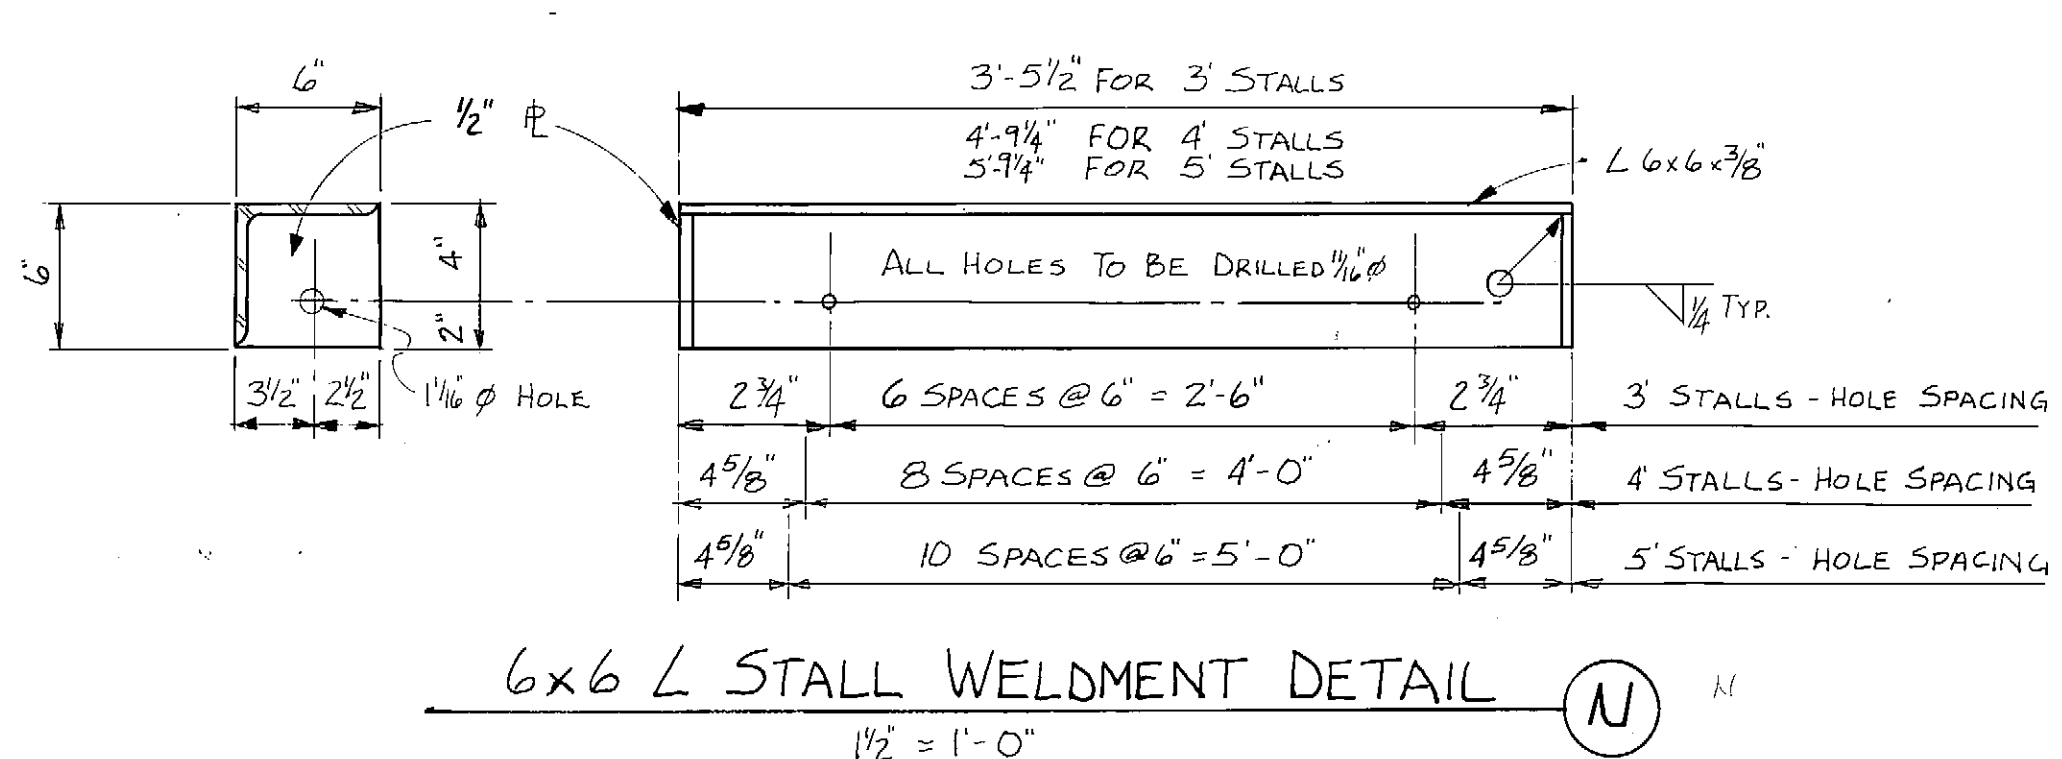 6"
1/2" PL
3'-5 1/2" FOR 3' STALLS
4'-9 1/4" FOR 4' STALLS
5'-9 1/4" FOR 5' STALLS
L 6x6x3/8"
6"
4"
2"
ALL HOLES TO BE DRILLED 11/16" ø
1/4 TYP.
3 1/2" 2 1/2"
1 1/16" ø HOLE
2 3/4" 6 SPACES @ 6" = 2'-6" 2 3/4" 3' STALLS - HOLE SPACING
4 5/8" 8 SPACES @ 6" = 4'-0" 4 5/8" 4' STALLS - HOLE SPACING
4 5/8" 10 SPACES @ 6" = 5'-0" 4 5/8" 5' STALLS - HOLE SPACING
6x6 L STALL WELDMENT DETAIL N
N
1 1/2" = 1'-0"